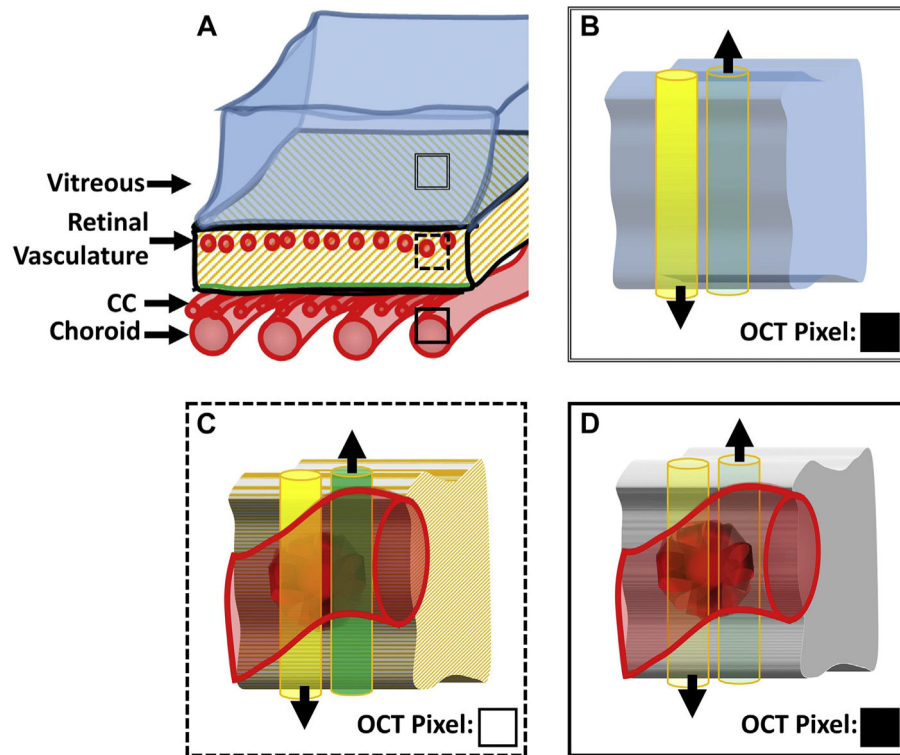 A
Vitreous
Retinal
Vasculature
CC
Choroid
B
OCT Pixel:
C
OCT Pixel:
D
OCT Pixel: